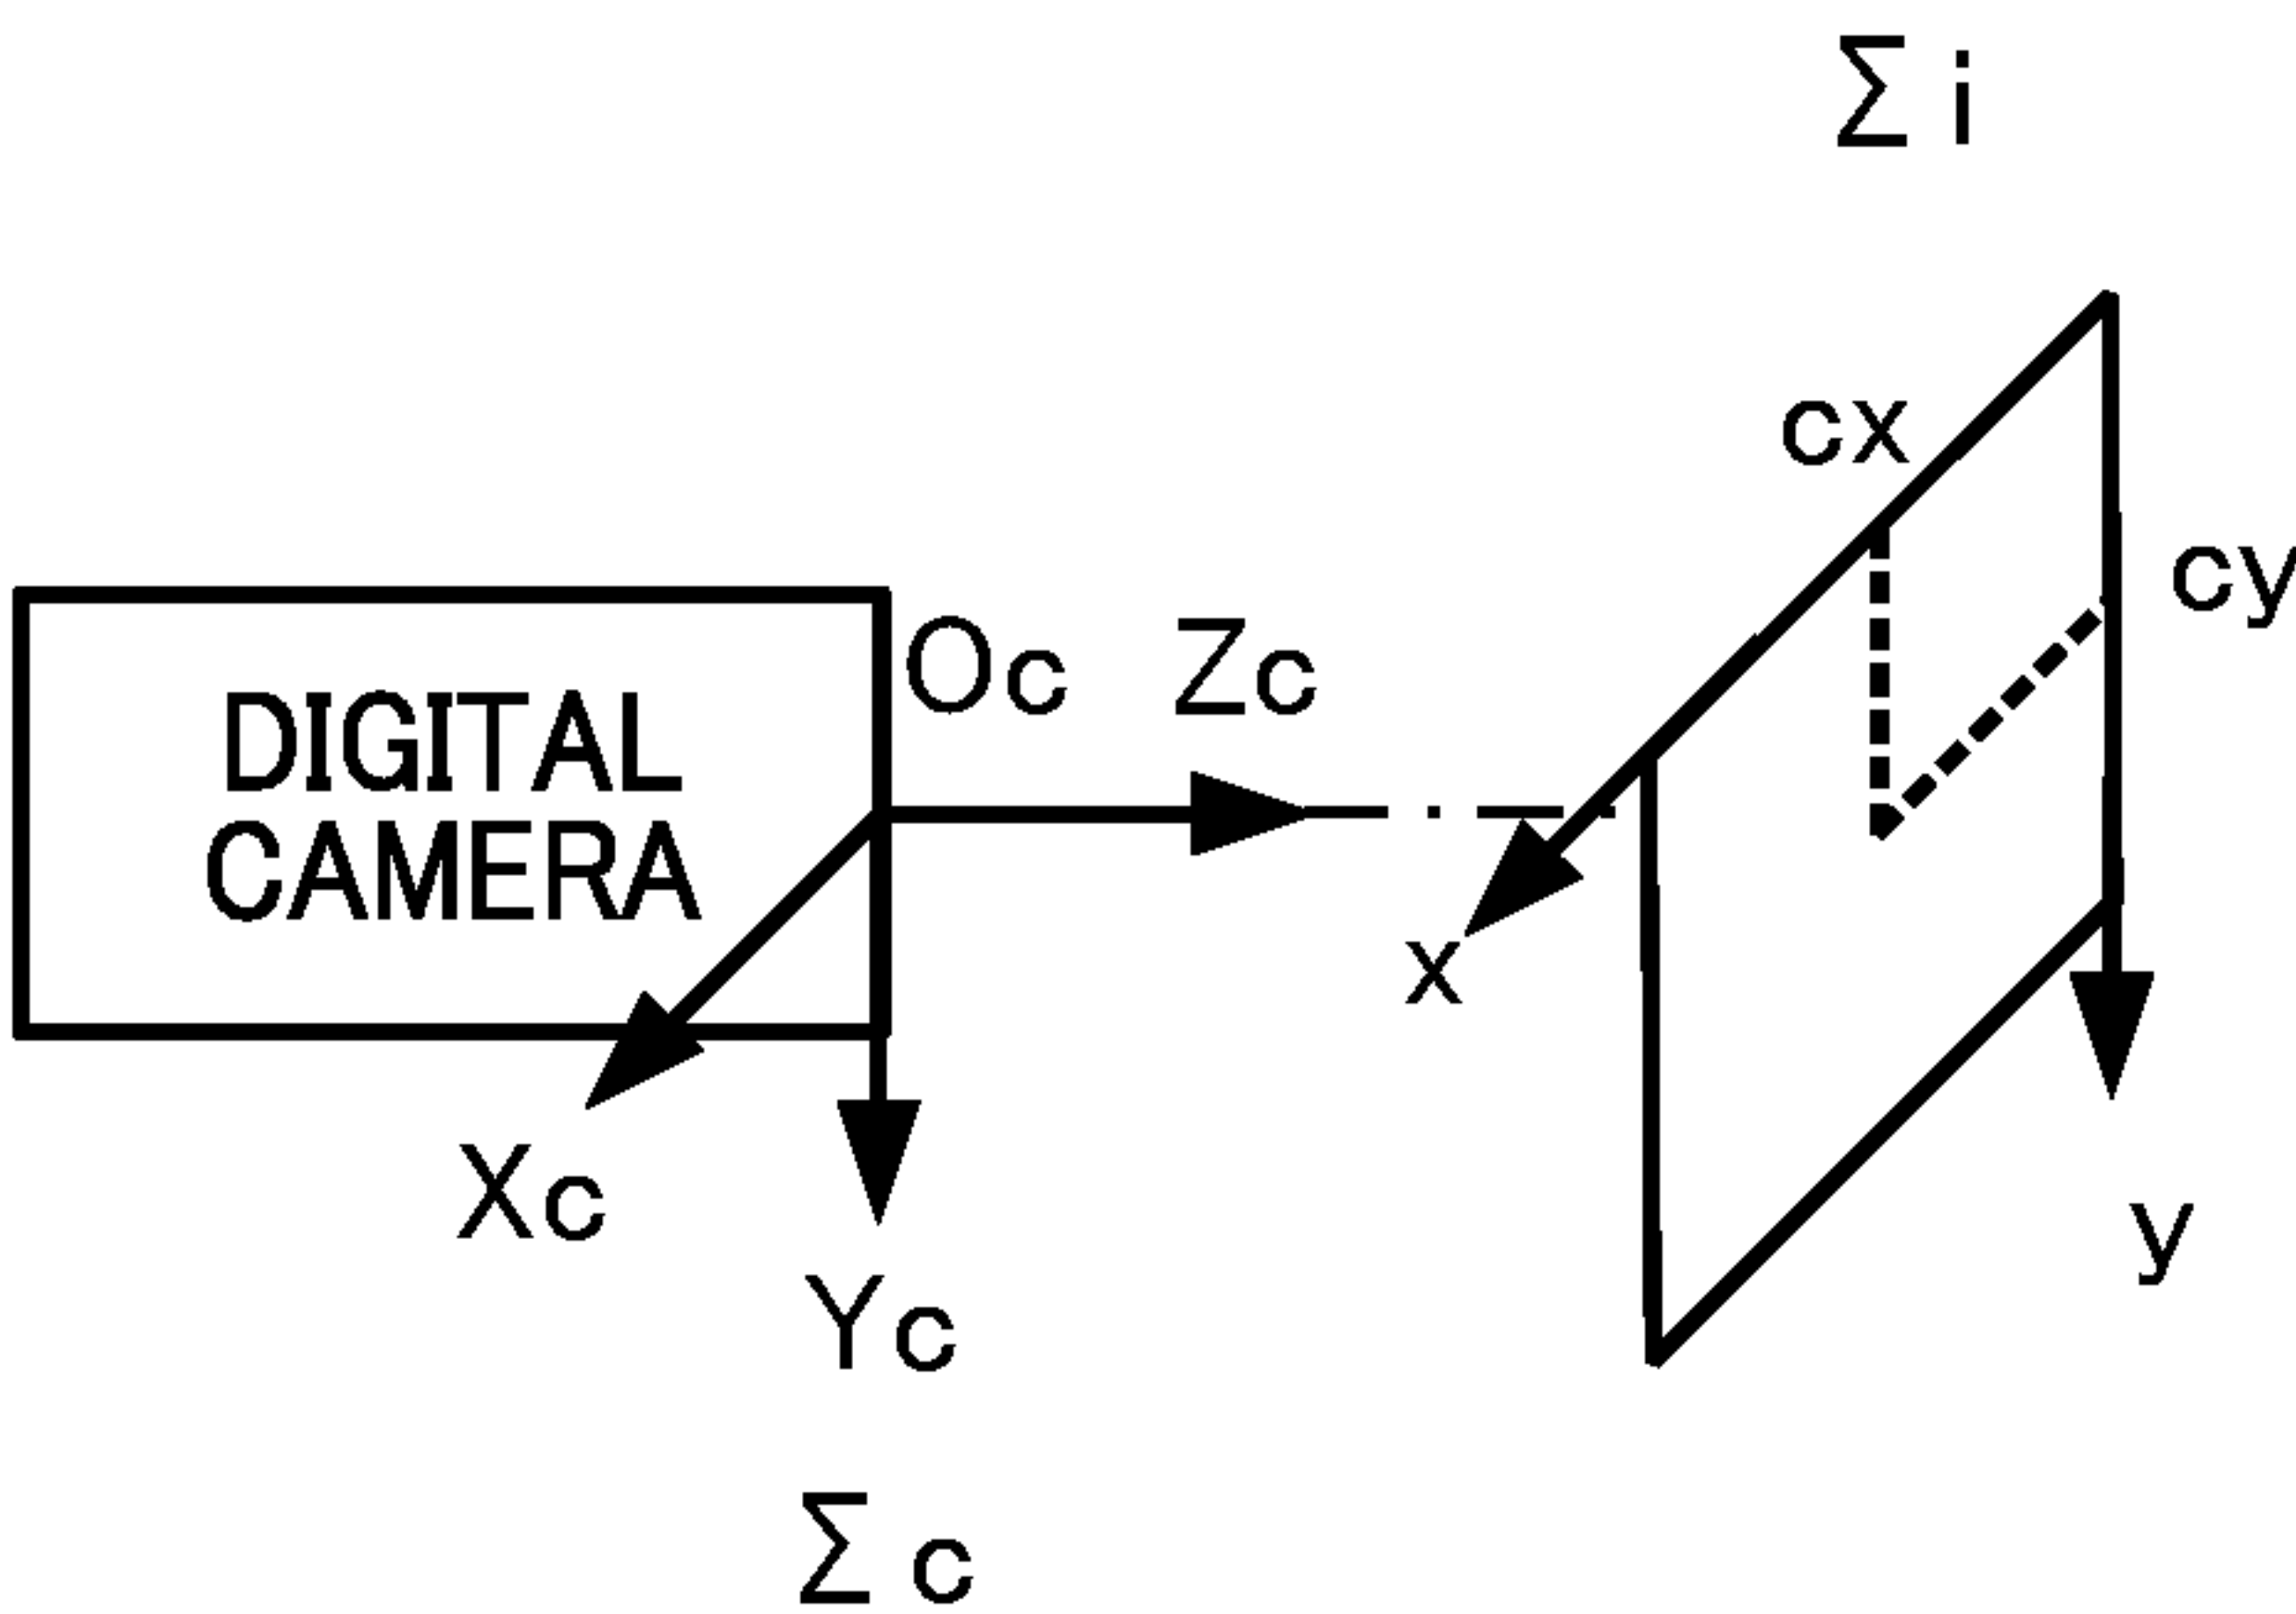 Σi
cx
cy
Oc Zc
DIGITAL
CAMERA
x
Xc
y
Yc
Σc